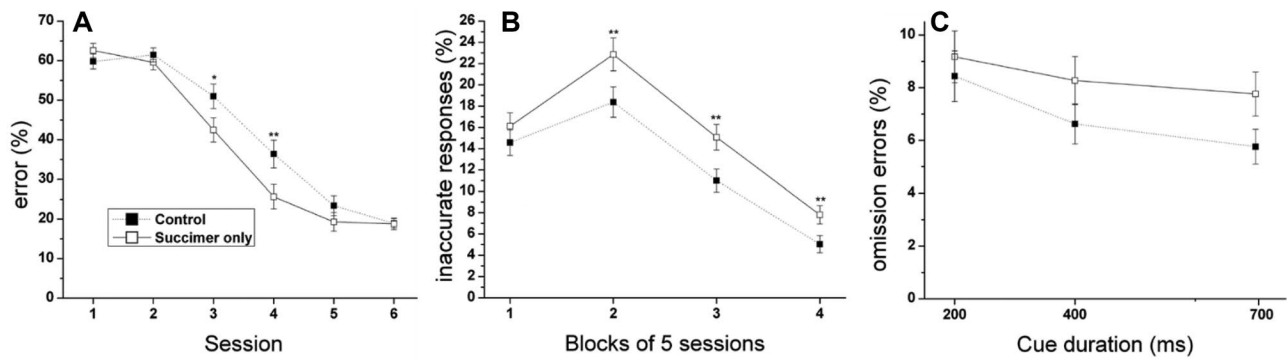 A
error (%)
70
60
50
40
30
20
10
0
*
**
Control
Succimer only
1 2 3 4 5 6
Session
B
inaccurate responses (%)
26
24
22
20
18
16
14
12
10
8
6
4
2
0
**
**
**
1 2 3 4
Blocks of 5 sessions
C
omission errors (%)
10
8
6
4
2
0
200 400 700
Cue duration (ms)